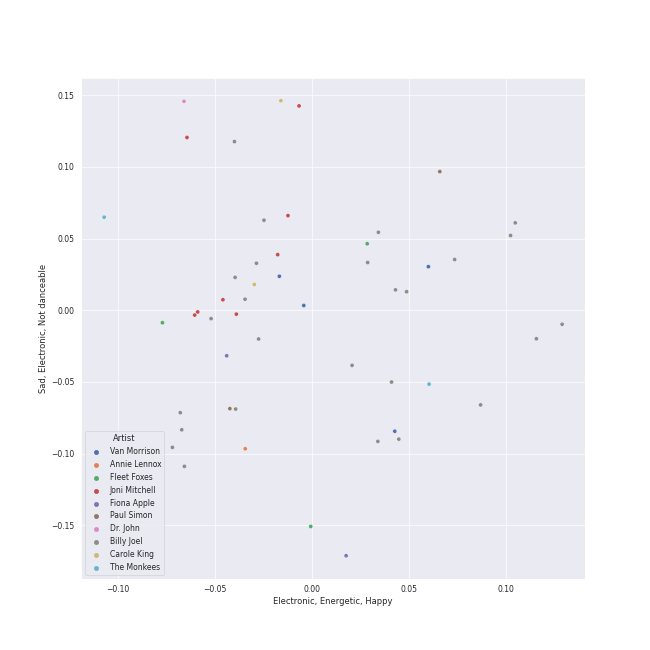 0.15
0.10
0.05
0.00
−0.05
−0.10
−0.15
Sad, Electronic, Not danceable
Artist
Van Morrison
Annie Lennox
Fleet Foxes
Joni Mitchell
Fiona Apple
Paul Simon
Dr. John
Billy Joel
Carole King
The Monkees
−0.10 −0.05 0.00 0.05 0.10
Electronic, Energetic, Happy